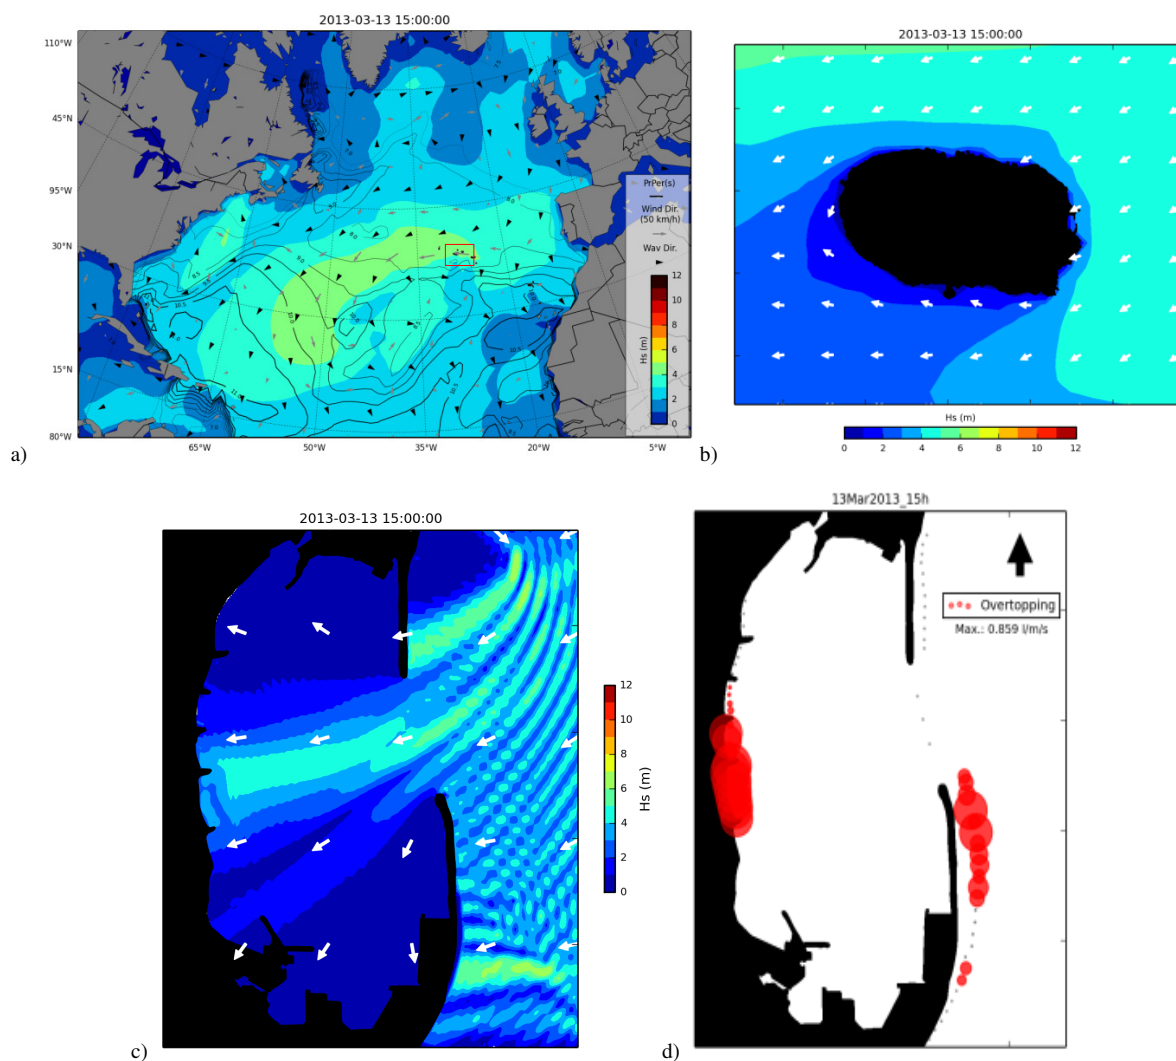 2013-03-13 15:00:00
110°W
45°N
95°W
30°N
15°N
80°W
65°W
50°W
35°W
20°W
5°W
PrPer(s)
Wind Dir.
(50 km/h)
Wav Dir.
12
10
8
6
4
2
0
Hs (m)
a)
2013-03-13 15:00:00
Hs (m)
0 2 4 6 8 10 12
b)
2013-03-13 15:00:00
12
10
8
6
4
2
0
Hs (m)
c)
13Mar2013_15h
Overtopping
Max.: 0.859 l/m/s
d)